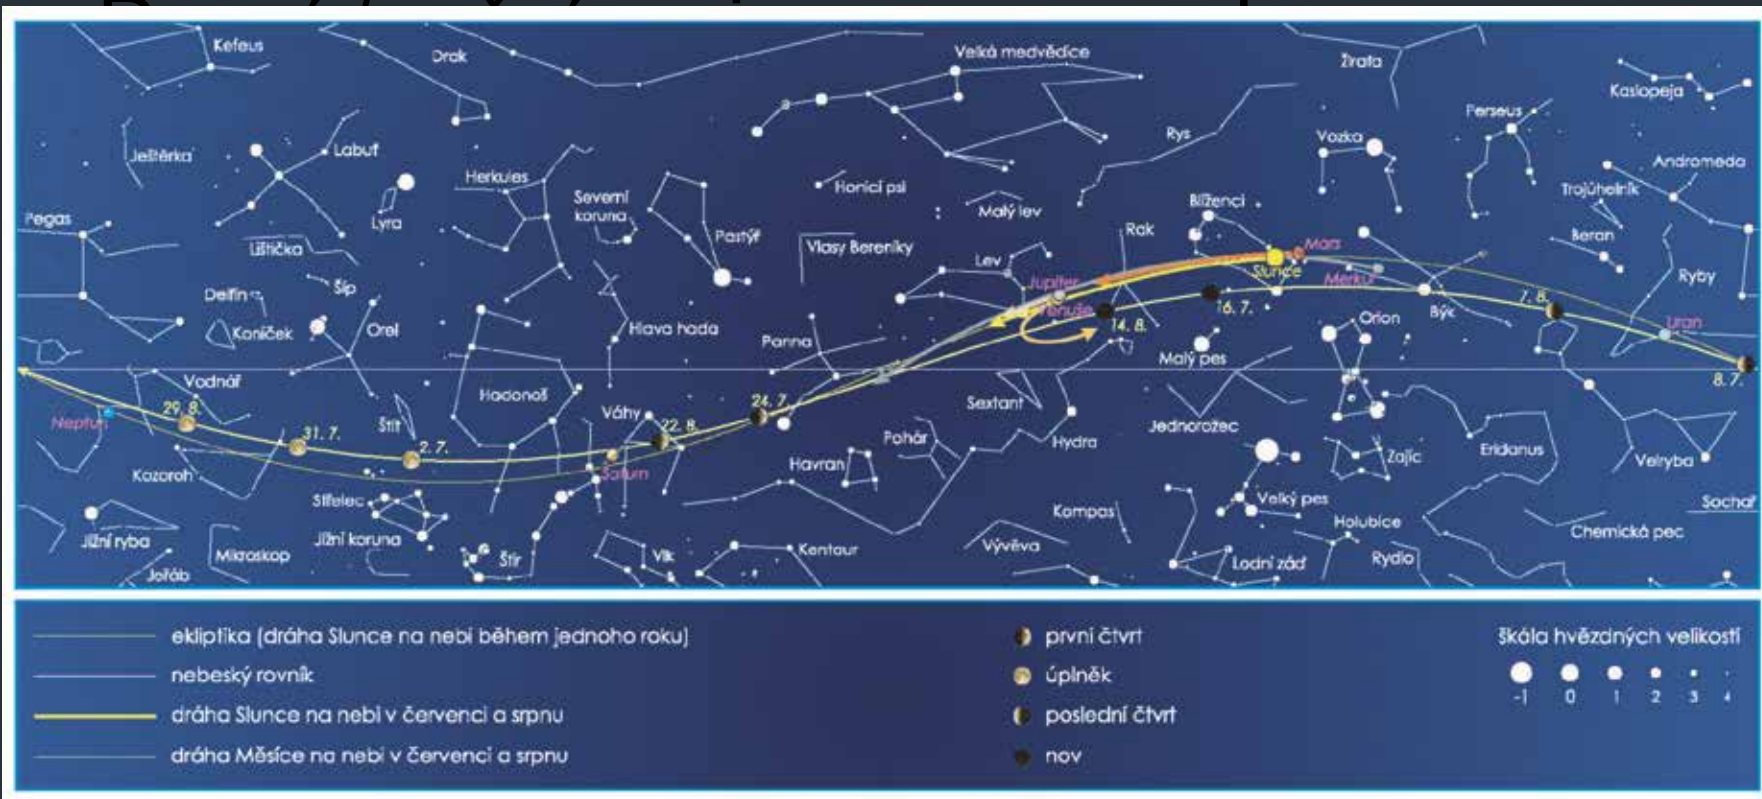 Kefeus
Drak
Velká medvědice
Žirafa
Kasiopeja
Perseus
Ještěrka
Labuť
Rys
Vozka
Andromeda
Herkules
Severní
koruna
Honicí psi
Trojúhelník
Lyra
Malý lev
Blíženci
Pegas
Lištička
Pastýř
Vlasy Bereniky
Rak
Beran
Mars
Lev
Slunce
Merkur
Ryby
Delfín
Šíp
Jupiter
Venuše
14. 8.
16. 7.
Býk
7. 8.
Uran
Koníček
Orel
Hlava hada
Panna
Orion
Malý pes
8. 7.
Vodnář
Hadonoš
Neptun
29. 8.
31. 7.
Štít
2. 7.
Váhy
22. 8.
24. 7.
Sextant
Jednorožec
Saturn
Pohár
Hydra
Kozoroh
Havran
Zajíc
Eridanus
Velryba
Střelec
Velký pes
Sochař
Kompas
Jižní ryba
Mikroskop
Jižní koruna
Štír
Vlk
Kentaur
Vývěva
Holubice
Chemická pec
Jeřáb
Lodní záď
Rydlo
ekliptika (dráha Slunce na nebi během jednoho roku)
nebeský rovník
dráha Slunce na nebi v červenci a srpnu
dráha Měsíce na nebi v červenci a srpnu
první čtvrt
úplněk
poslední čtvrt
nov
škála hvězdných velikostí
-1 0 1 2 3 4